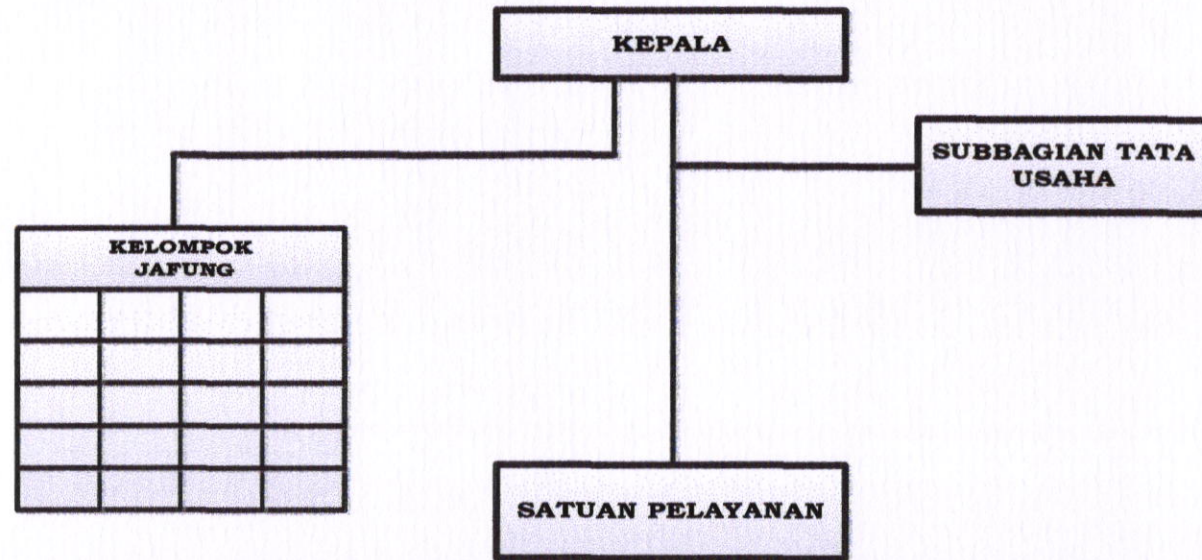 KEPALA
SUBBAGIAN TATA
USAHA
KELOMPOK
JAFUNG
SATUAN PELAYANAN